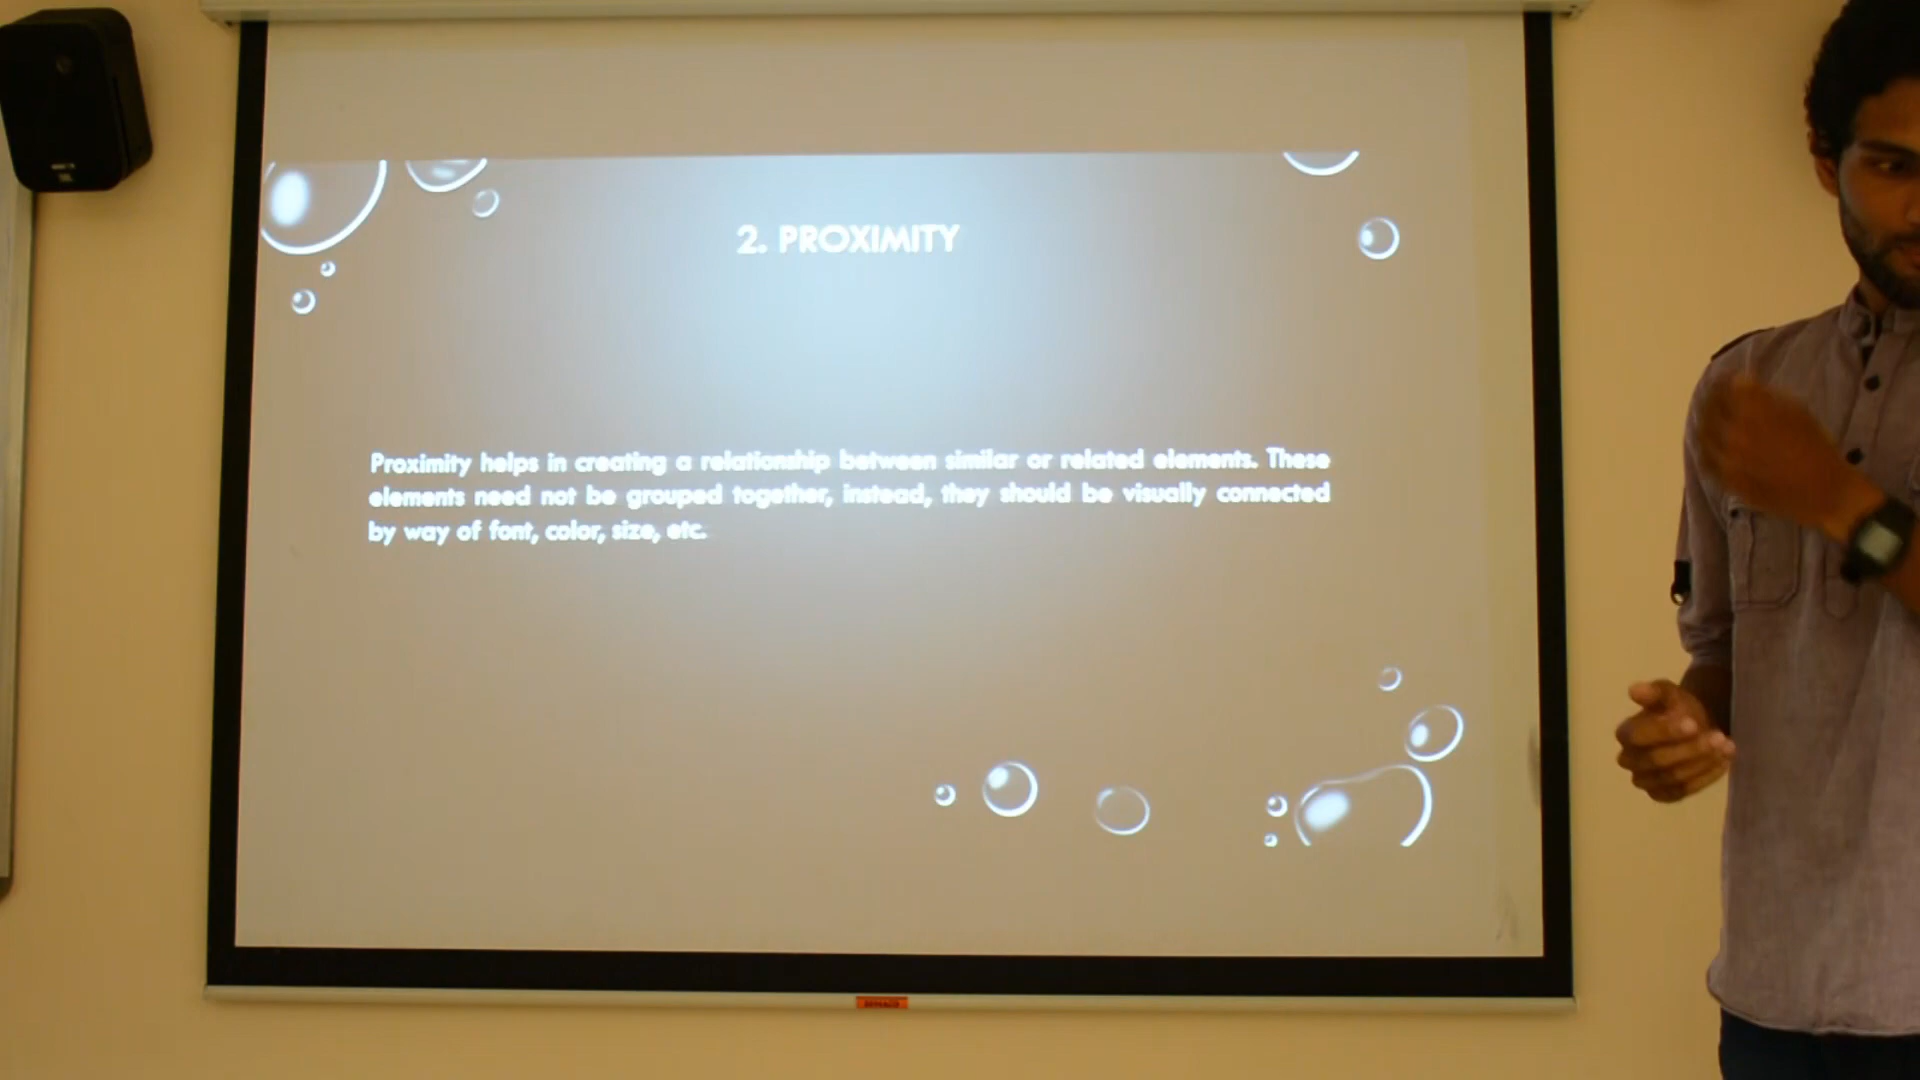 2. PROXIMITY
Proximity helps in creating a relationship between similar or related elements. These
elements need not be grouped together, instead, they should be visually connected
by way of font, color, size, etc.